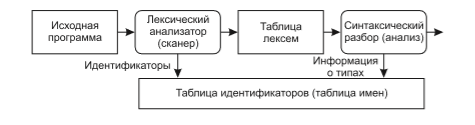 Исходная
программа
Лексический
анализатор
(сканер)
Таблица
лексем
Синтаксический
разбор (анализ)
Идентификаторы
Информация
о типах
Таблица идентификаторов (таблица имен)